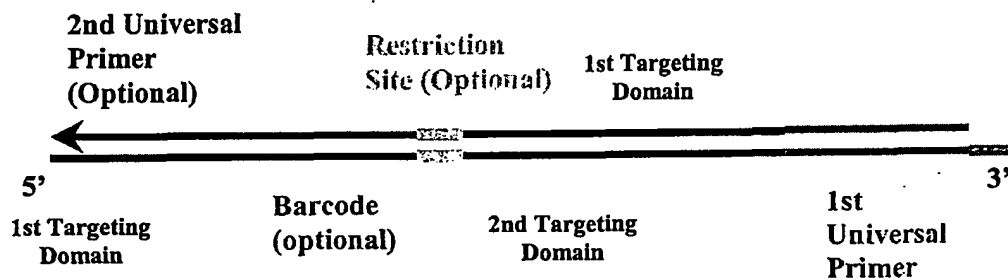 2nd Universal
Primer
(Optional)
Restriction
Site (Optional)
1st Targeting
Domain
5'
3'
1st Targeting
Domain
Barcode
(optional)
2nd Targeting
Domain
1st
Universal
Primer